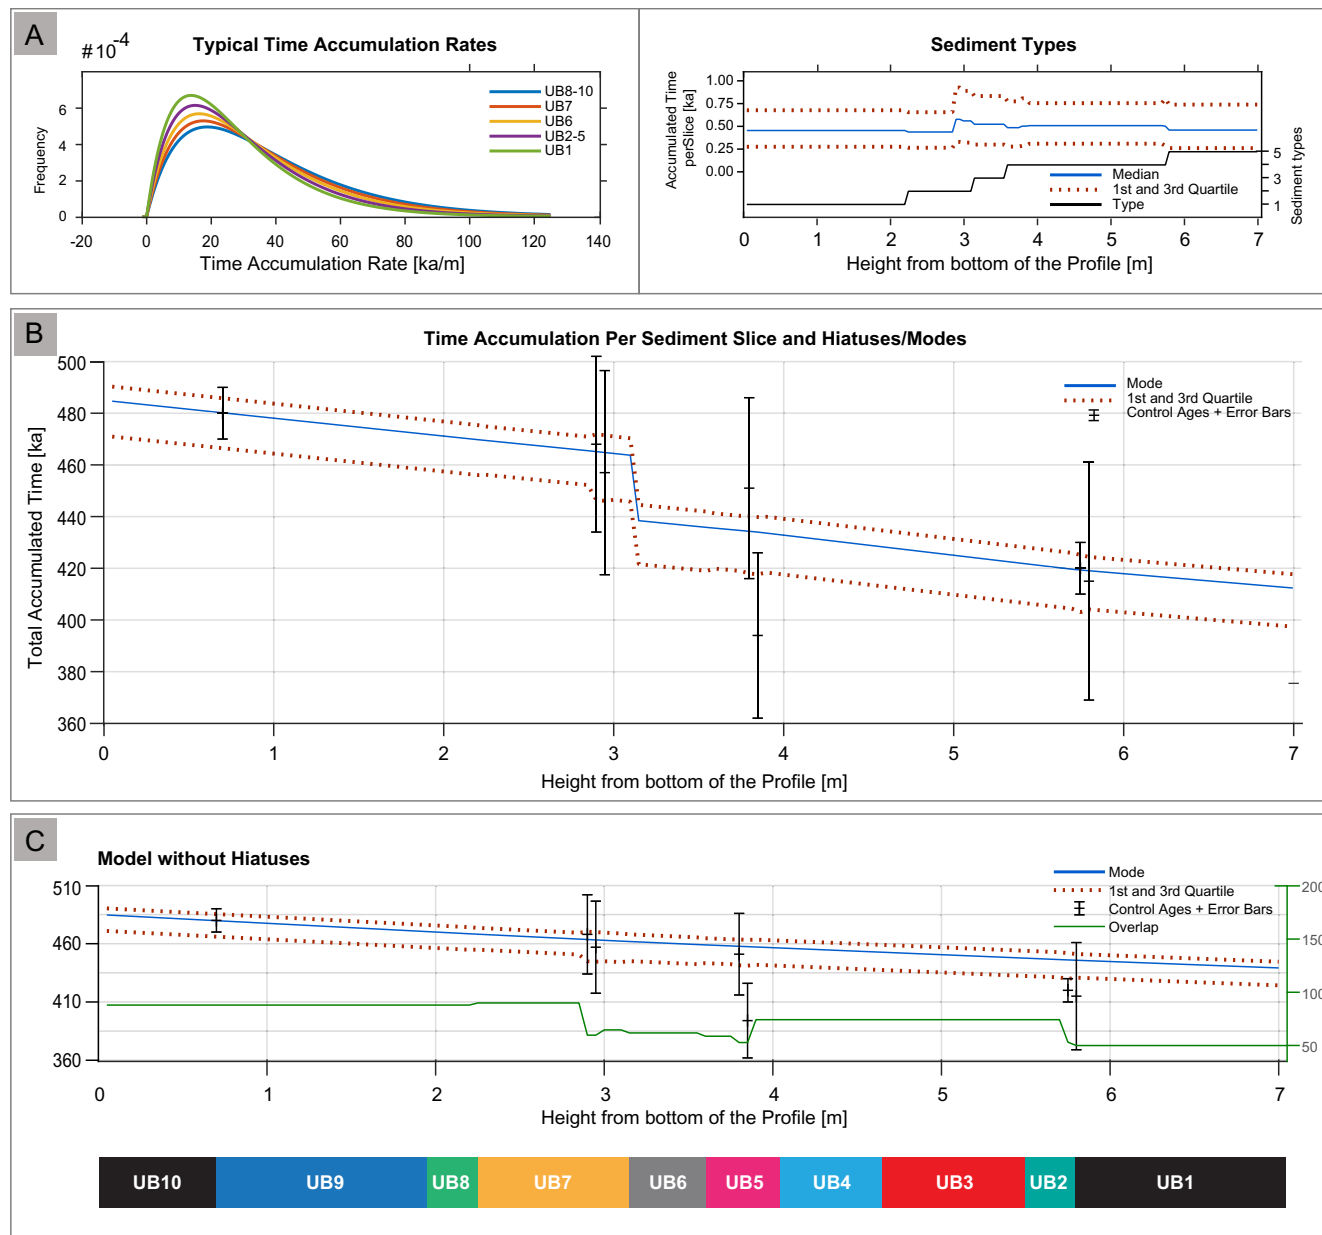 A
#10^-4
Typical Time Accumulation Rates
Frequency
6
4
2
0
UB8-10
UB7
UB6
UB2-5
UB1
-20 0 20 40 60 80 100 120 140
Time Accumulation Rate [ka/m]
Sediment Types
Accumulated Time
perSlice [ka]
1.00
0.75
0.50
0.25
0.00
Median
1st and 3rd Quartile
Type
5
3
1
Sediment types
0 1 2 3 4 5 6 7
Height from bottom of the Profile [m]
B
Time Accumulation Per Sediment Slice and Hiatuses/Modes
Total Accumulated Time [ka]
500
480
460
440
420
400
380
360
Mode
1st and 3rd Quartile
Control Ages + Error Bars
0 1 2 3 4 5 6 7
Height from bottom of the Profile [m]
C
Model without Hiatuses
510
460
410
360
Mode
1st and 3rd Quartile
Control Ages + Error Bars
Overlap
200
150
100
50
0 1 2 3 4 5 6 7
Height from bottom of the Profile [m]
UB10 UB9 UB8 UB7 UB6 UB5 UB4 UB3 UB2 UB1